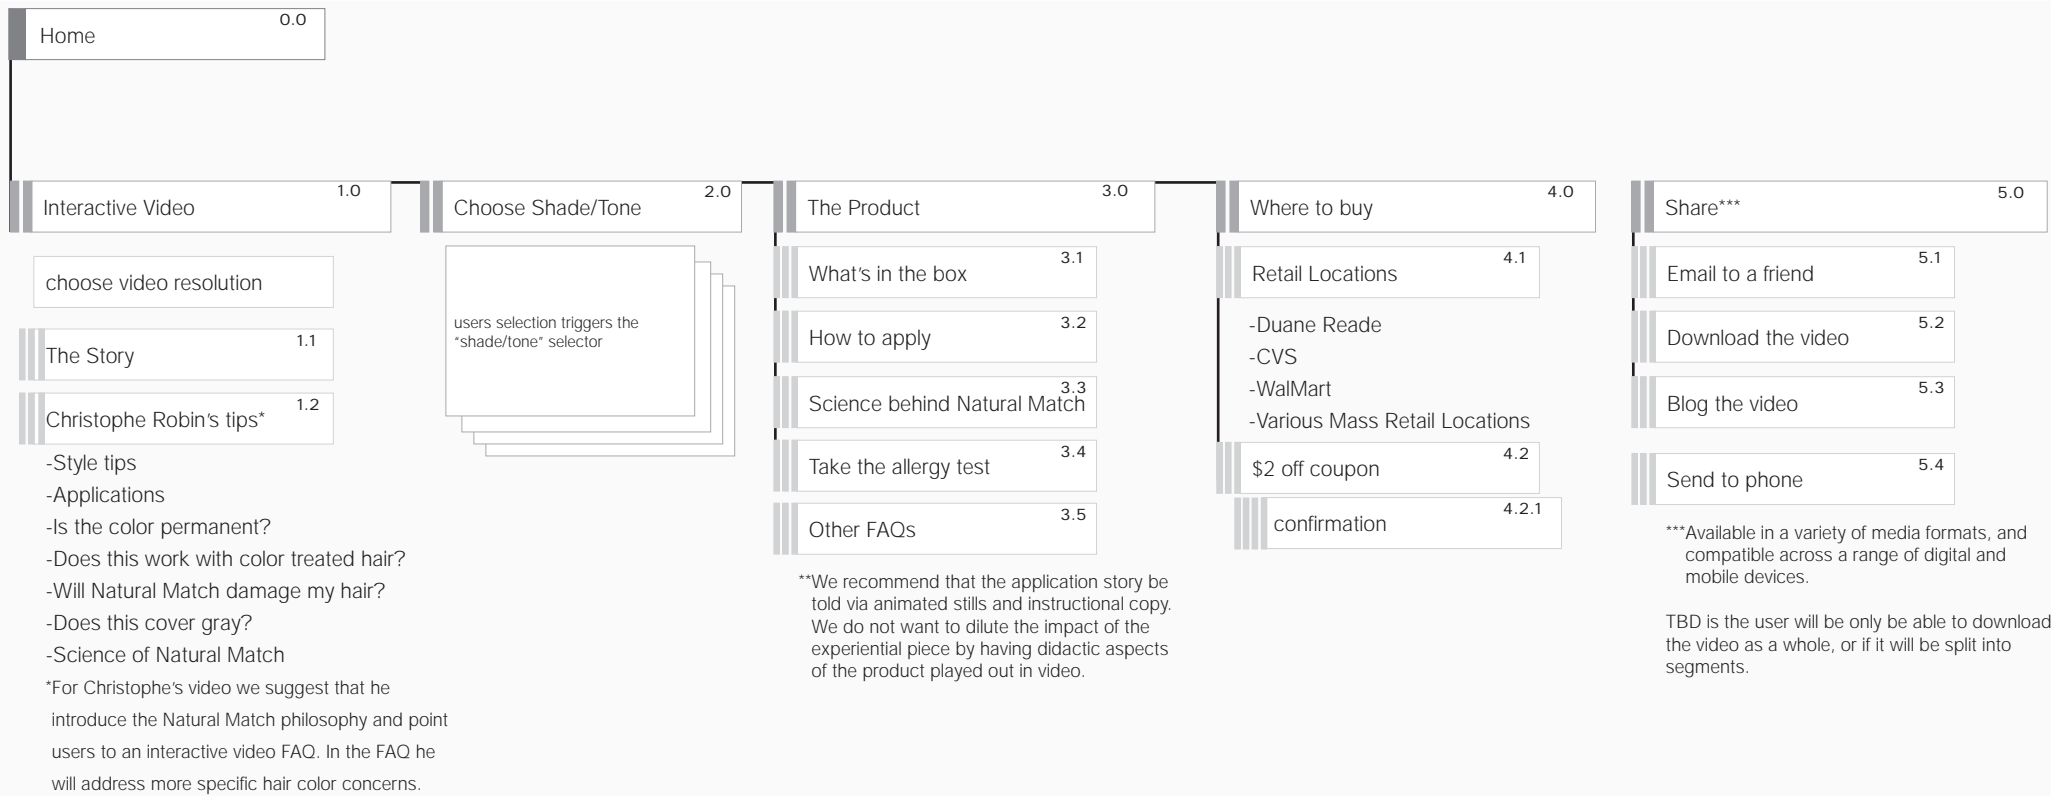 Home
0.0
Interactive Video
1.0
choose video resolution
The Story
1.1
Christophe Robin's tips*
1.2
-Style tips
-Applications
-Is the color permanent?
-Does this work with color treated hair?
-Will Natural Match damage my hair?
-Does this cover gray?
-Science of Natural Match
*For Christophe's video we suggest that he
introduce the Natural Match philosophy and point
users to an interactive video FAQ. In the FAQ he
will address more specific hair color concerns.
Choose Shade/Tone
2.0
users selection triggers the
"shade/tone" selector
The Product
3.0
What's in the box
3.1
How to apply
3.2
Science behind Natural Match
3.3
Take the allergy test
3.4
Other FAQs
3.5
**We recommend that the application story be
told via animated stills and instructional copy.
We do not want to dilute the impact of the
experiential piece by having didactic aspects
of the product played out in video.
Where to buy
4.0
Retail Locations
4.1
-Duane Reade
-CVS
-WalMart
-Various Mass Retail Locations
$2 off coupon
4.2
confirmation
4.2.1
Share***
5.0
Email to a friend
5.1
Download the video
5.2
Blog the video
5.3
Send to phone
5.4
***Available in a variety of media formats, and
compatible across a range of digital and
mobile devices.
TBD is the user will be only be able to download
the video as a whole, or if it will be split into
segments.